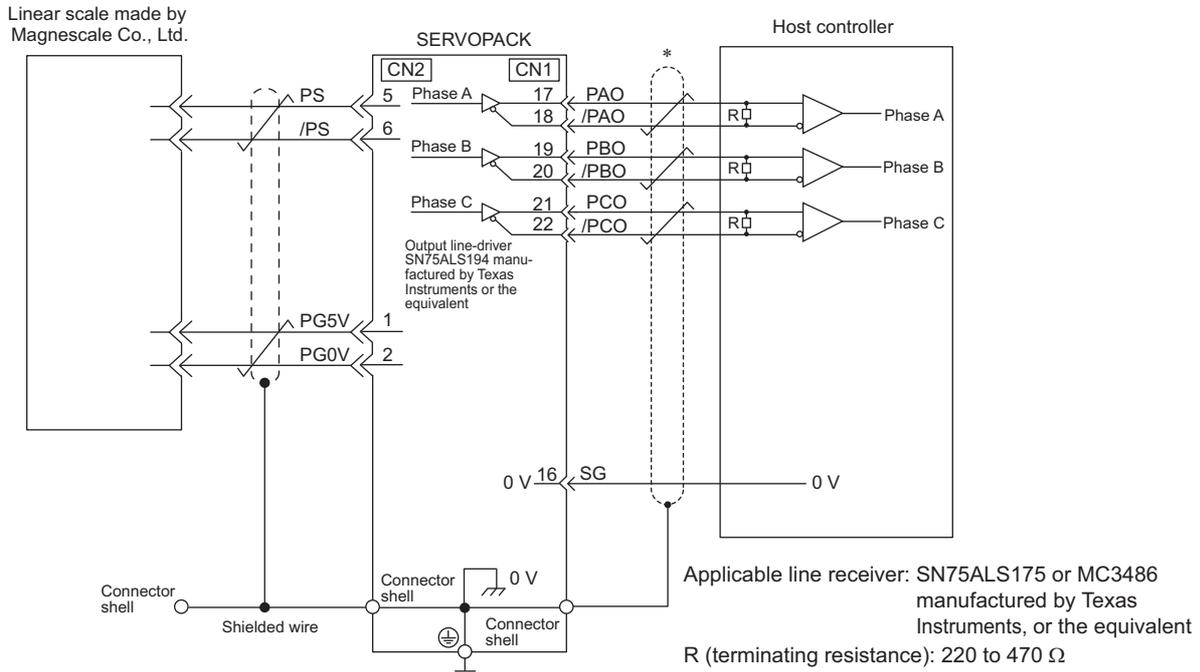 Linear scale made by
Magnescale Co., Ltd.
SERVOPACK
Host controller
*
CN2
CN1
PS
5
Phase A
17
PAO
R
Phase A
18
/PAO
/PS
6
Phase B
19
PBO
R
Phase B
20
/PBO
Phase C
21
PCO
R
Phase C
22
/PCO
Output line-driver
SN75ALS194 manu-
factured by Texas
Instruments or the
equivalent
PG5V
1
PG0V
2
0 V
16
SG
0 V
Connector
shell
Shielded wire
Connector
shell
0 V
Connector
shell
Applicable line receiver: SN75ALS175 or MC3486
manufactured by Texas
Instruments, or the equivalent
R (terminating resistance): 220 to 470 Ω